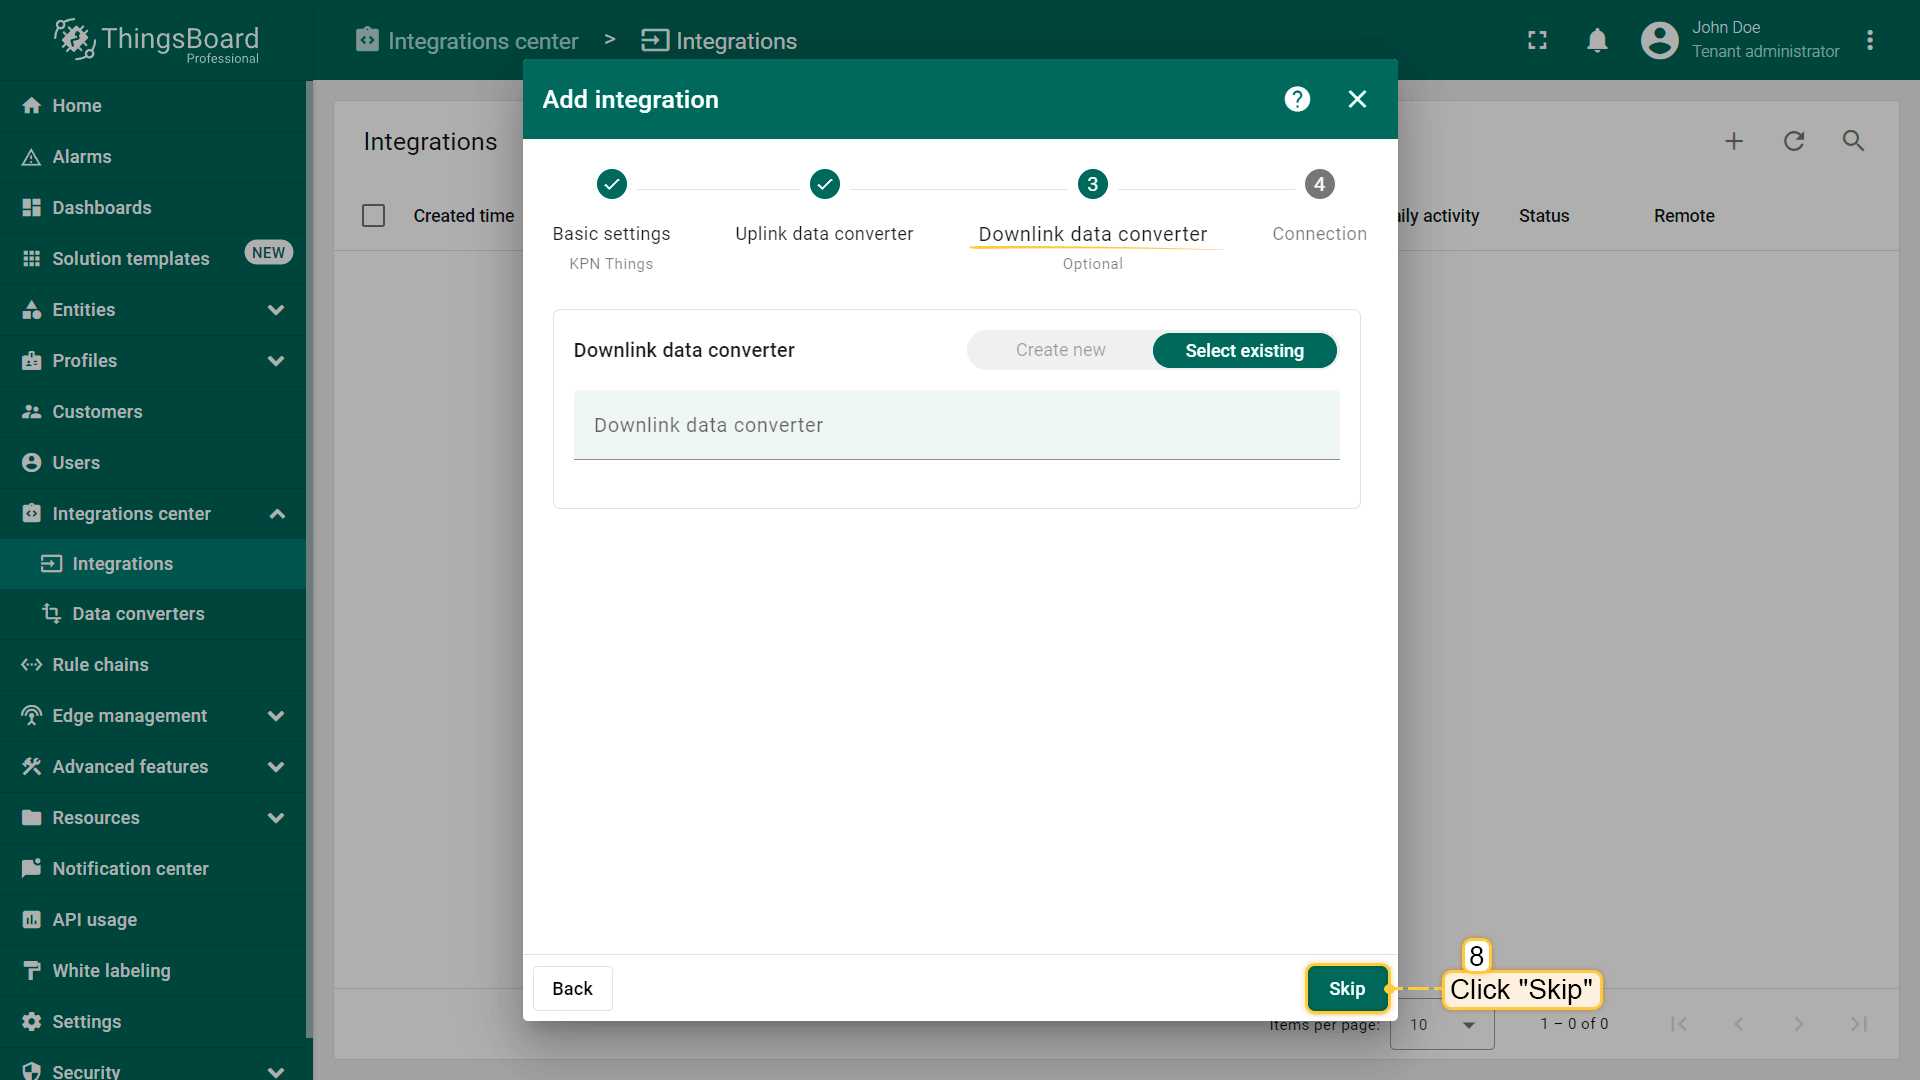 ThingsBoard
Professional
Integrations center > Integrations
John Doe
Tenant administrator
Home
Alarms
Dashboards
Solution templates
NEW
Entities
Profiles
Customers
Users
Integrations center
Integrations
Data converters
Rule chains
Edge management
Advanced features
Resources
Notification center
API usage
White labeling
Settings
Security
Integrations
Created time
ily activity
Status
Remote
Add integration
?
3
4
Basic settings
Uplink data converter
Downlink data converter
Connection
KPN Things
Optional
Downlink data converter
Create new
Select existing
Downlink data converter
Back
Skip
8
Click "Skip"
Items per page:
10
1 – 0 of 0